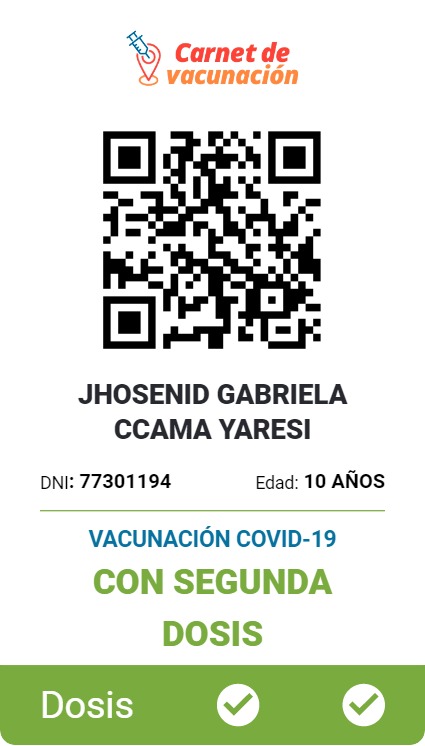 Carnet de
vacunación
JHOSENID GABRIELA
CCAMA YARESI
DNI: 77301194
Edad: 10 AÑOS
VACUNACIÓN COVID-19
CON SEGUNDA
DOSIS
Dosis